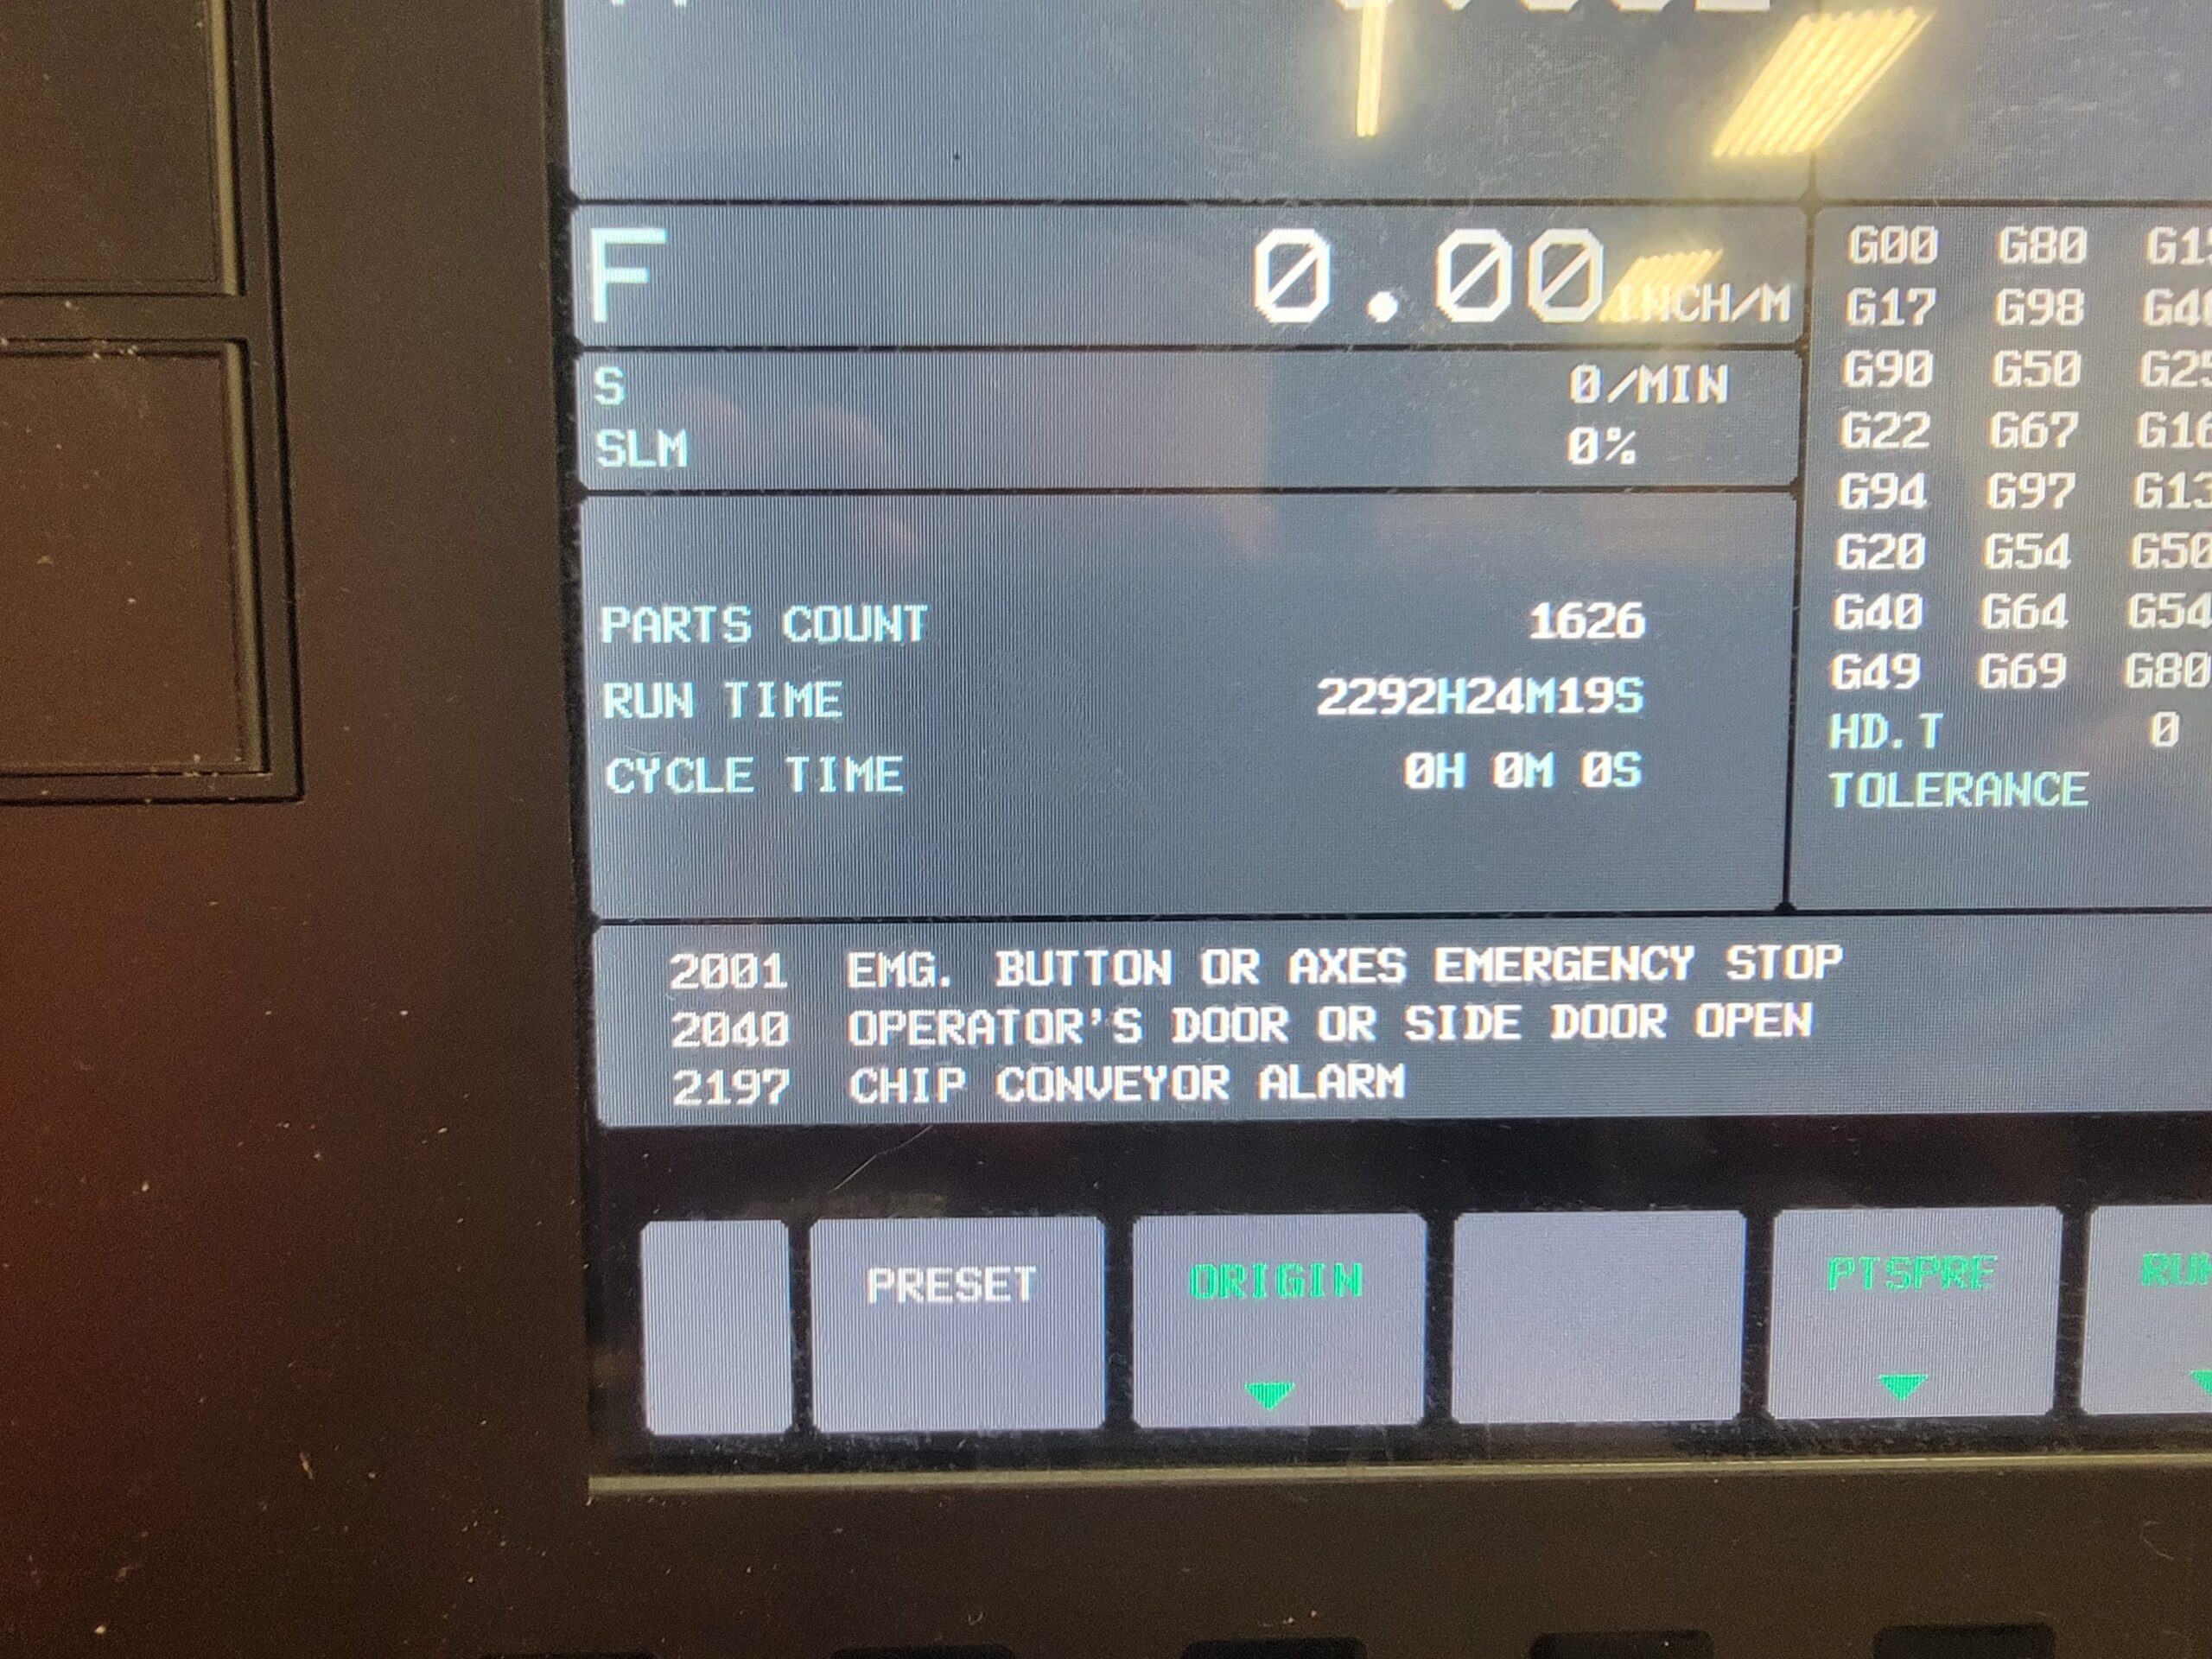 F 0.00 INCH/M
S 0/MIN
SLM 0%
PARTS COUNT 1626
RUN TIME 2292H24M19S
CYCLE TIME 0H 0M 0S
G00 G80
G17 G98
G90 G50
G22 G67
G94 G97
G20 G54
G40 G64
G49 G69
HD.T 0
TOLERANCE
2001 EMG. BUTTON OR AXES EMERGENCY STOP
2040 OPERATOR'S DOOR OR SIDE DOOR OPEN
2197 CHIP CONVEYOR ALARM
PRESET
ORIGIN
PTSPRE